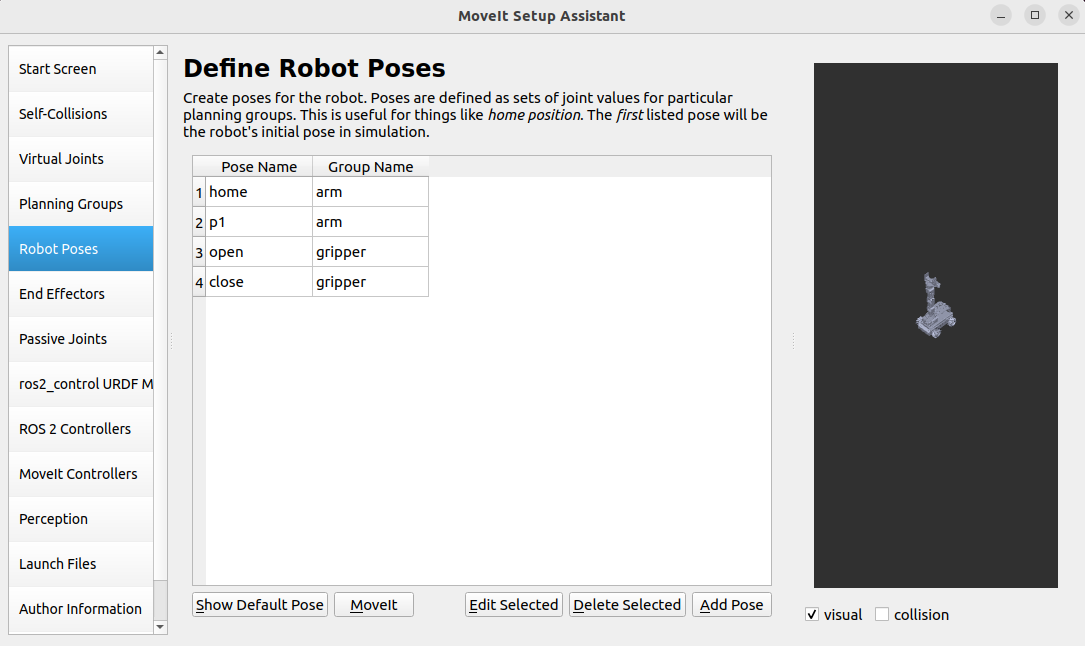 MoveIt Setup Assistant
Start Screen
Self-Collisions
Virtual Joints
Planning Groups
Robot Poses
End Effectors
Passive Joints
ros2_control URDF M
ROS 2 Controllers
MoveIt Controllers
Perception
Launch Files
Author Information
Define Robot Poses
Create poses for the robot. Poses are defined as sets of joint values for particular
planning groups. This is useful for things like home position. The first listed pose will be
the robot's initial pose in simulation.
Pose Name Group Name
1 home arm
2 p1 arm
3 open gripper
4 close gripper
Show Default Pose MoveIt Edit Selected Delete Selected Add Pose
visual collision